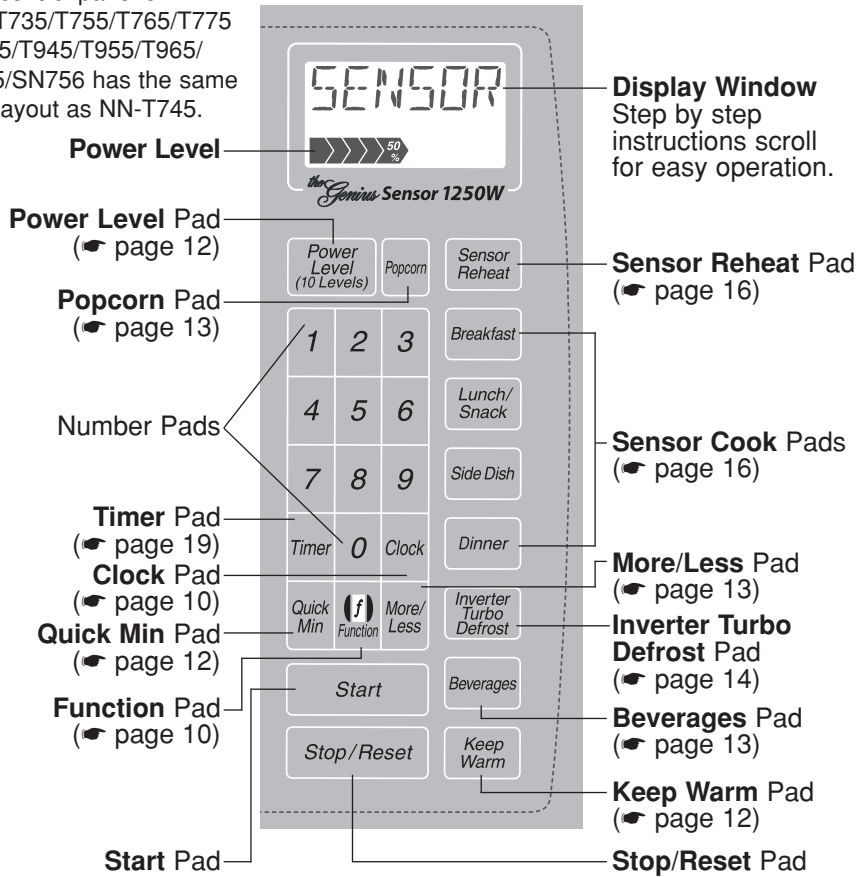 T735/T755/T765/T775
5/T945/T955/T965/
5/SN756 has the same
layout as NN-T745.
Power Level
Power Level Pad
(☛ page 12)
Popcorn Pad
(☛ page 13)
Number Pads
Timer Pad
(☛ page 19)
Clock Pad
(☛ page 10)
Quick Min Pad
(☛ page 12)
Function Pad
(☛ page 10)
Start Pad
SENSOR
50
%
the Genius Sensor 1250W
Power
Level
(10 Levels)
Popcorn
Sensor
Reheat
1 2 3
Breakfast
4 5 6
Lunch/
Snack
7 8 9
Side Dish
Timer 0 Clock
Dinner
Quick
Min
(f)
Function
More/
Less
Inverter
Turbo
Defrost
Start
Beverages
Stop/Reset
Keep
Warm
Display Window
Step by step
instructions scroll
for easy operation.
Sensor Reheat Pad
(☛ page 16)
Sensor Cook Pads
(☛ page 16)
More/Less Pad
(☛ page 13)
Inverter Turbo
Defrost Pad
(☛ page 14)
Beverages Pad
(☛ page 13)
Keep Warm Pad
(☛ page 12)
Stop/Reset Pad